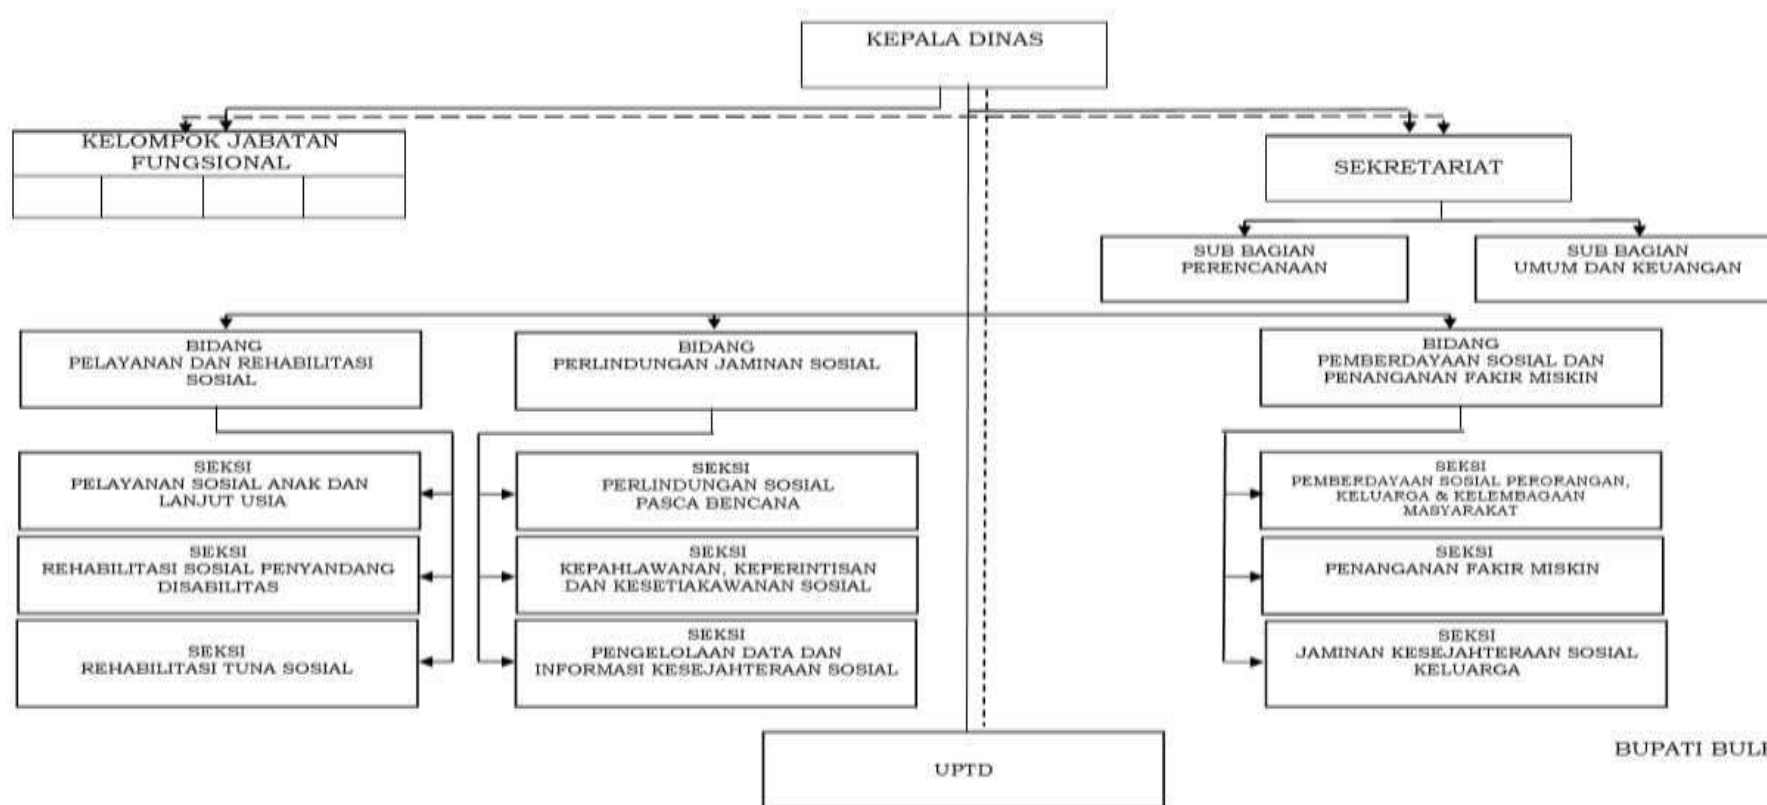 KEPALA DINAS
KELOMPOK JABATAN
FUNGSIONAL
SEKRETARIAT
SUB BAGIAN
PERENCANAAN
SUB BAGIAN
UMUM DAN KEUANGAN
BIDANG
PELAYANAN DAN REHABILITASI
SOSIAL
BIDANG
PERLINDUNGAN JAMINAN SOSIAL
BIDANG
PEMBERDAYAAN SOSIAL DAN
PENANGANAN FAKIR MISKIN
SEKSI
PELAYANAN SOSIAL ANAK DAN
LANJUT USIA
SEKSI
PERLINDUNGAN SOSIAL
PASCA BENCANA
SEKSI
PEMBERDAYAAN SOSIAL PERORANGAN,
KELUARGA & KELEMBAGAAN
MASYARAKAT
SEKSI
REHABILITASI SOSIAL PENYANDANG
DISABILITAS
SEKSI
KEPAHLAWANAN, KEPERINTISAN
DAN KESETIAKAWANAN SOSIAL
SEKSI
PENANGANAN FAKIR MISKIN
SEKSI
REHABILITASI TUNA SOSIAL
SEKSI
PENGELOLAAN DATA DAN
INFORMASI KESEJAHTERAAN SOSIAL
SEKSI
JAMINAN KESEJAHTERAAN SOSIAL
KELUARGA
UPTD
BUPATI